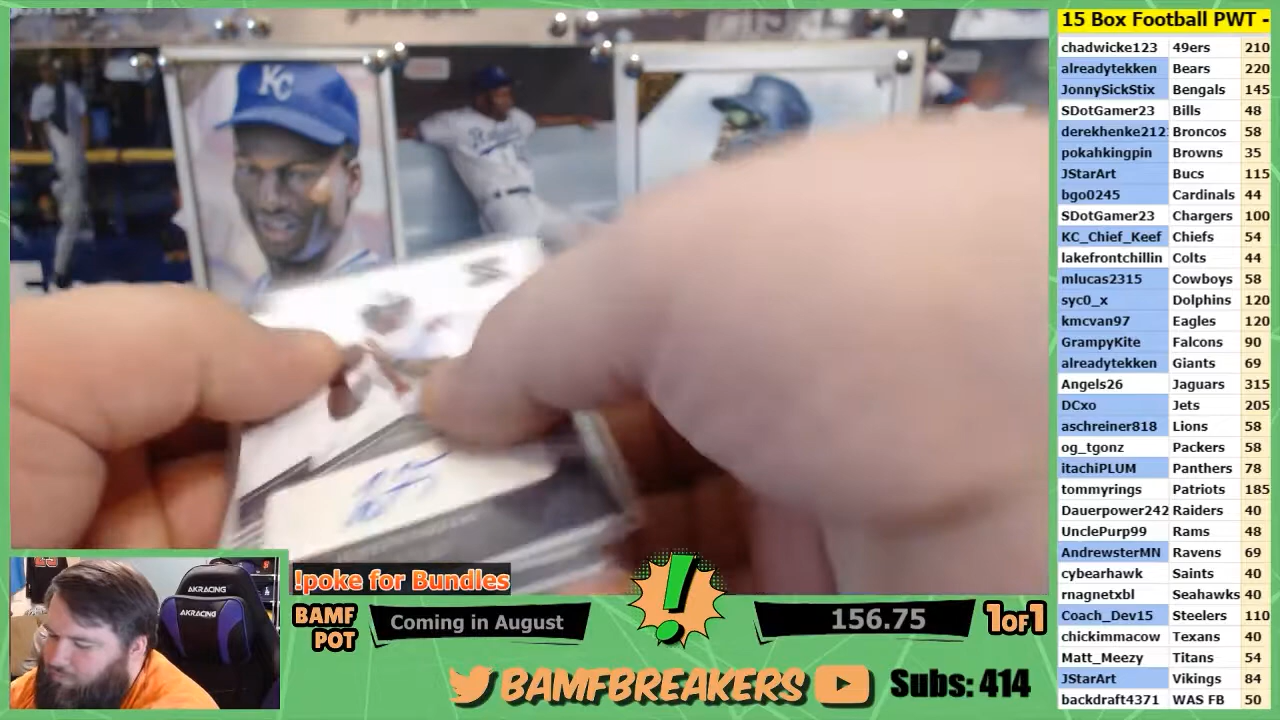 KC
Royals
15 Box Football PWT -
chadwicke123 49ers 210
alreadytekken Bears 220
JonnySickStix Bengals 145
SDotGamer23 Bills 48
derekhenke212 Broncos 58
pokahkingpin Browns 35
JStarArt Bucs 115
bgo0245 Cardinals 44
SDotGamer23 Chargers 100
KC_Chief_Keef Chiefs 54
lakefrontchillin Colts 44
mlucas2315 Cowboys 58
syc0_x Dolphins 120
kmcvan97 Eagles 120
GrampyKite Falcons 90
alreadytekken Giants 69
Angels26 Jaguars 315
DCxo Jets 205
aschreiner818 Lions 58
og_tgonz Packers 58
itachiPLUM Panthers 78
tommyrings Patriots 185
Dauerpower242 Raiders 40
UnclePurp99 Rams 48
AndrewsterMN Ravens 69
cybearhawk Saints 40
rnagnetxbl Seahawks 40
Coach_Dev15 Steelers 110
chickimmacow Texans 40
Matt_Meezy Titans 54
JStarArt Vikings 84
backdraft4371 WAS FB 50
AKRACING
AKRACING
!poke for Bundles
BAMF
POT
Coming in August
!
156.75
1OF1
BAMFBREAKERS
Subs: 414